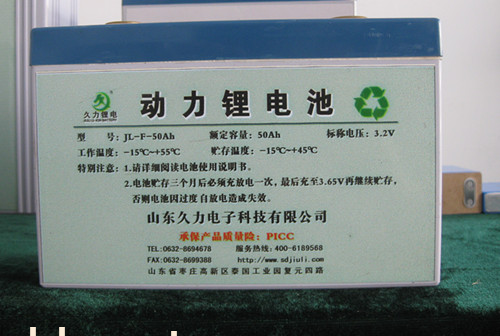 久力锂电
动力锂电池
型 号: JL-F-50Ah 额定容量: 50Ah 标称电压: 3.2V
工作温度: -15℃~+55℃ 贮存温度: -15℃~+45℃
特别注意: 1.请详细阅读电池使用说明书。
2.电池贮存三个月后必须充放电一次，最后充至3.65V再继续贮存，
否则电池因过度自放电造成失效。
山东久力电子科技有限公司
承保产品质量险: PICC
TEL:0632-8694678 服务热线: 400-6189568
FAX:0632-8699388 http://www.sdjiuli.com
山东省枣庄高新区泰国工业园复元四路